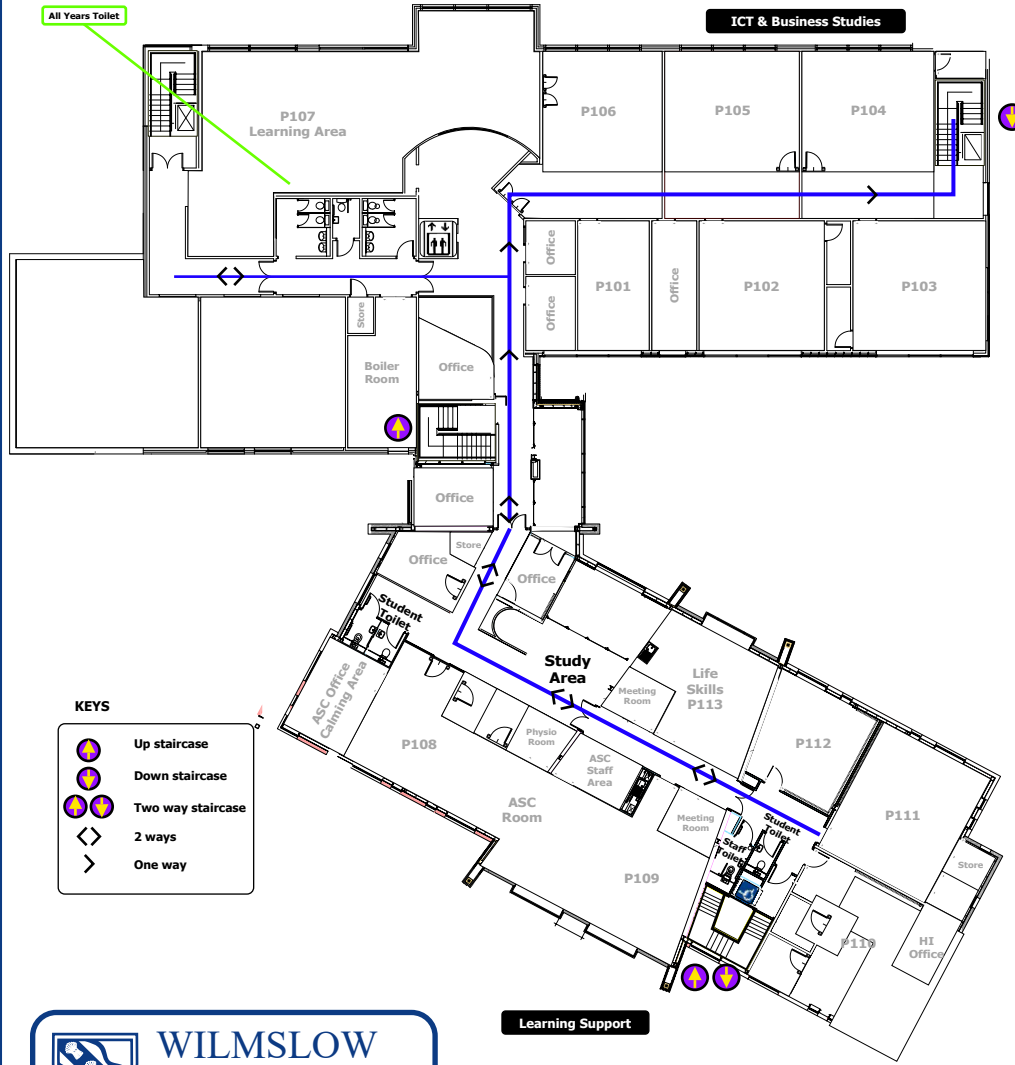 All Years Toilet
ICT & Business Studies
P107
Learning Area
P106
P105
P104
Office
Office
P101
Office
P102
P103
Store
Boiler
Room
Office
Office
Store
Office
Office
Student
Toilet
ASC Office
Calming Area
Study
Area
Meeting
Room
Life
Skills
P113
P108
Physio
Room
ASC
Staff
Area
P112
ASC
Room
Meeting
Room
Student
Toilet
Staff
Toilet
P111
Store
P109
P110
HI
Office
KEYS
Up staircase
Down staircase
Two way staircase
2 ways
One way
Learning Support
WILMSLOW